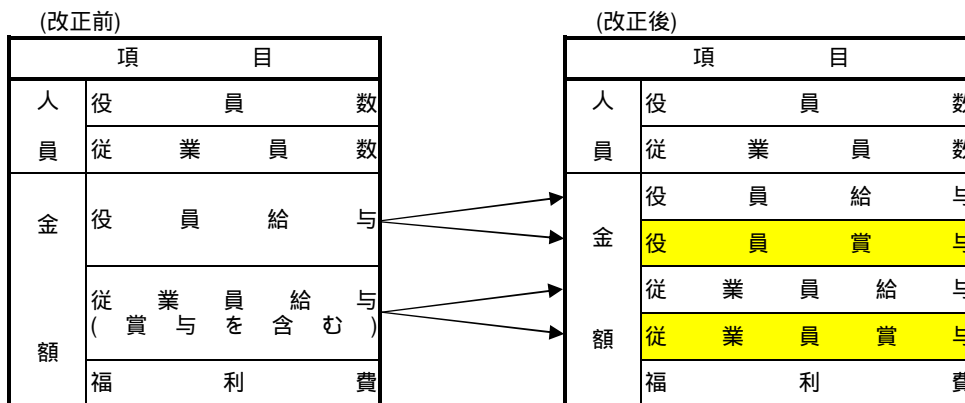 (改正前)
項目
人員
役員数
従業員数
金額
役員給与
従業員給与
(賞与を含む)
福利費
(改正後)
項目
人員
役員数
従業員数
金額
役員給与
役員賞与
従業員給与
従業員賞与
福利費